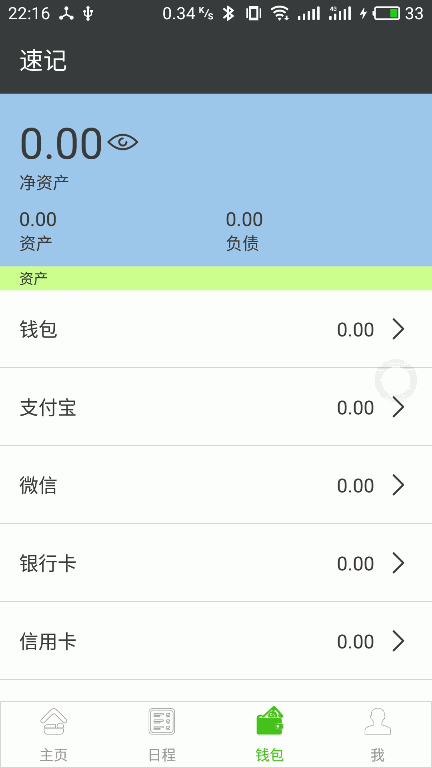 22:16 0.34 K/s 4G 33
速记
0.00
净资产
0.00 0.00
资产 负债
资产
钱包 0.00
支付宝 0.00
微信 0.00
银行卡 0.00
信用卡 0.00
主页 日程 钱包 我